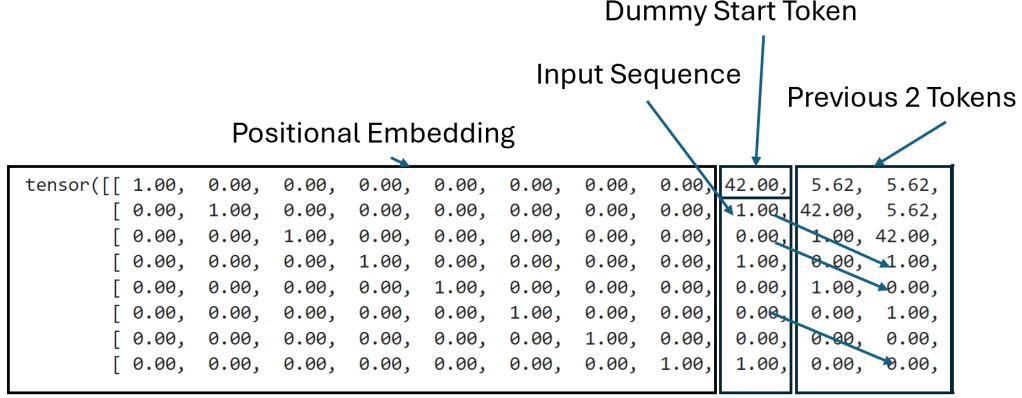 Dummy Start Token
Input Sequence
Previous 2 Tokens
Positional Embedding
tensor([[ 1.00, 0.00, 0.00, 0.00, 0.00, 0.00, 0.00, 0.00, 42.00, 5.62, 5.62,
[ 0.00, 1.00, 0.00, 0.00, 0.00, 0.00, 0.00, 0.00, 1.00, 42.00, 5.62,
[ 0.00, 0.00, 1.00, 0.00, 0.00, 0.00, 0.00, 0.00, 0.00, 1.00, 42.00,
[ 0.00, 0.00, 0.00, 1.00, 0.00, 0.00, 0.00, 0.00, 1.00, 0.00, 1.00,
[ 0.00, 0.00, 0.00, 0.00, 1.00, 0.00, 0.00, 0.00, 0.00, 1.00, 0.00,
[ 0.00, 0.00, 0.00, 0.00, 0.00, 1.00, 0.00, 0.00, 0.00, 0.00, 1.00,
[ 0.00, 0.00, 0.00, 0.00, 0.00, 0.00, 1.00, 0.00, 0.00, 0.00, 0.00,
[ 0.00, 0.00, 0.00, 0.00, 0.00, 0.00, 0.00, 1.00, 1.00, 0.00, 0.00,